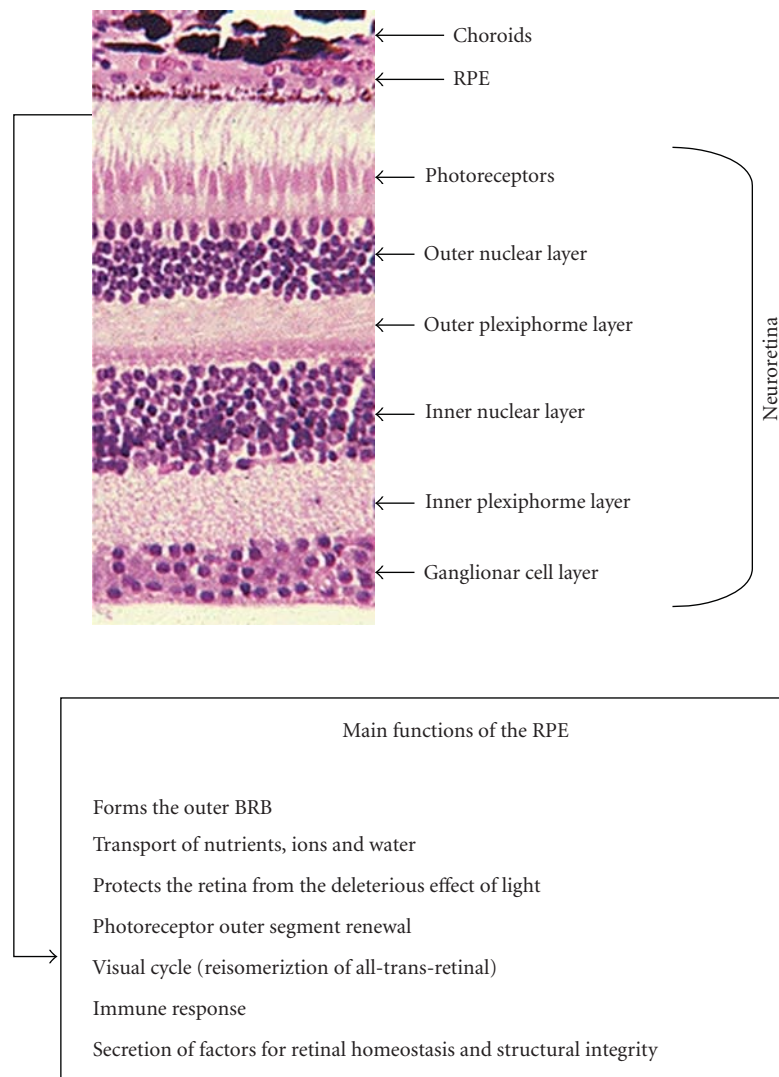 Choroids
RPE
Photoreceptors
Outer nuclear layer
Outer plexiphorme layer
Inner nuclear layer
Inner plexiphorme layer
Ganglionar cell layer
Neuroretina
Main functions of the RPE
Forms the outer BRB
Transport of nutrients, ions and water
Protects the retina from the deleterious effect of light
Photoreceptor outer segment renewal
Visual cycle (reisomeriztion of all-trans-retinal)
Immune response
Secretion of factors for retinal homeostasis and structural integrity